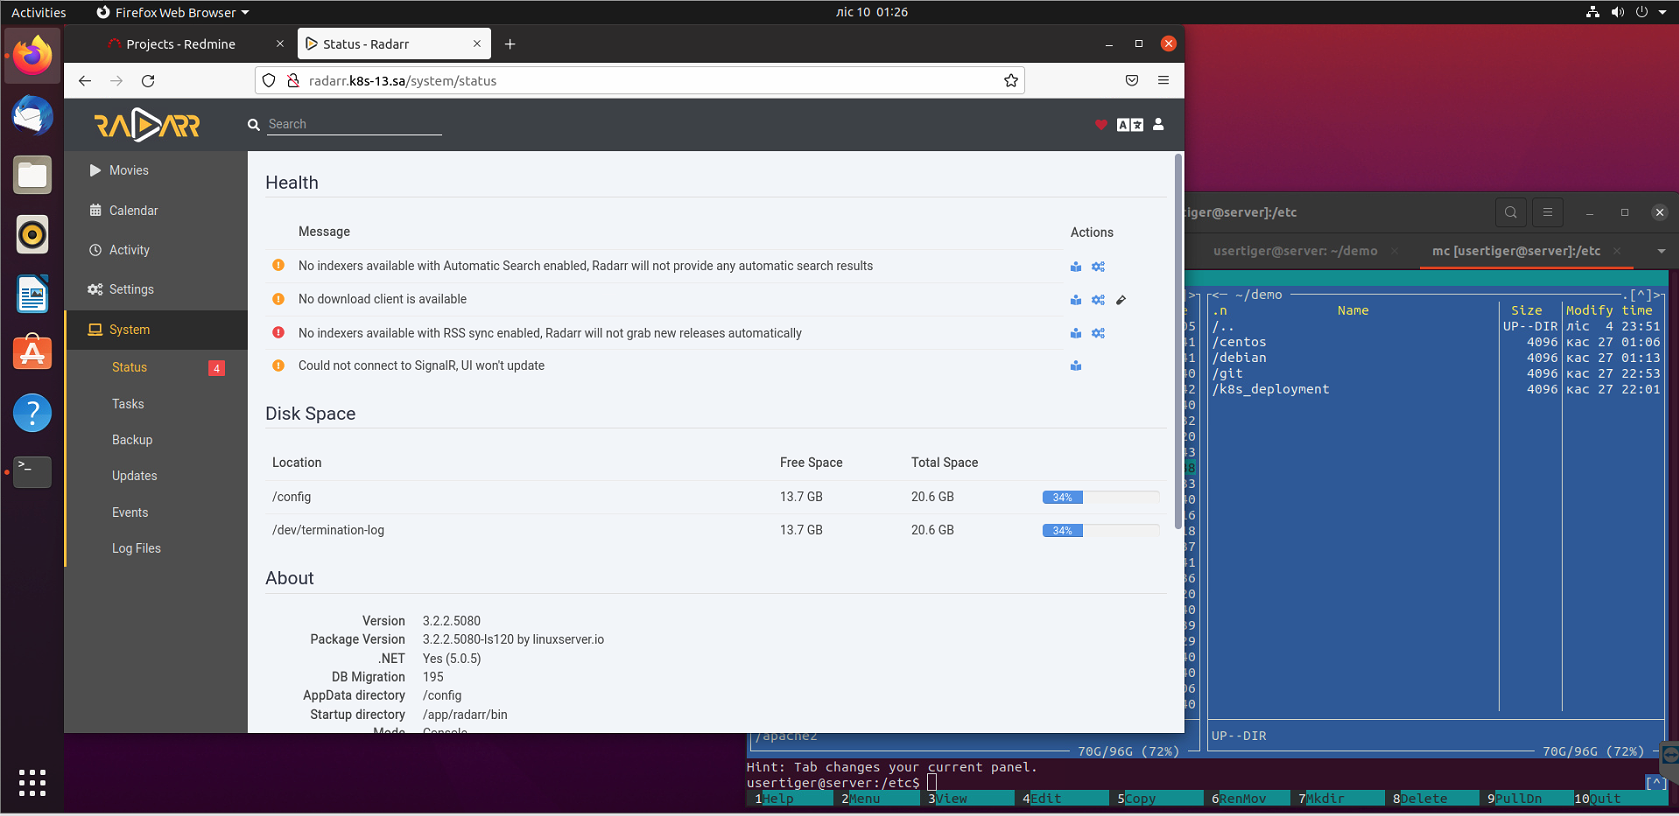 Activities
Firefox Web Browser
ліс 10 01:26
Projects - Redmine
Status - Radarr
radarr.k8s-13.sa/system/status
RADARR
Search
Movies
Calendar
Activity
Settings
System
Status
4
Tasks
Backup
Updates
Events
Log Files
Health
Message Actions
No indexers available with Automatic Search enabled, Radarr will not provide any automatic search results
No download client is available
No indexers available with RSS sync enabled, Radarr will not grab new releases automatically
Could not connect to SignalR, UI won't update
Disk Space
Location Free Space Total Space
/config 13.7 GB 20.6 GB 34%
/dev/termination-log 13.7 GB 20.6 GB 34%
About
Version 3.2.2.5080
Package Version 3.2.2.5080-ls120 by linuxserver.io
.NET Yes (5.0.5)
DB Migration 195
AppData directory /config
Startup directory /app/radarr/bin
Mode Console
tiger@server]:/etc
usertiger@server: ~/demo
mc [usertiger@server]:/etc
<─ ~/demo .[^]>
.n Name Size Modify time
/.. UP--DIR ліс 4 23:51
/centos 4096 кас 27 01:06
/debian 4096 кас 27 01:13
/git 4096 кас 27 22:53
/k8s_deployment 4096 кас 27 22:01
/apache2
UP--DIR
70G/96G (72%)
70G/96G (72%)
Hint: Tab changes your current panel.
usertiger@server:/etc$
[^]
1Help 2Menu 3View 4Edit 5Copy 6RenMov 7Mkdir 8Delete 9PullDn 10Quit